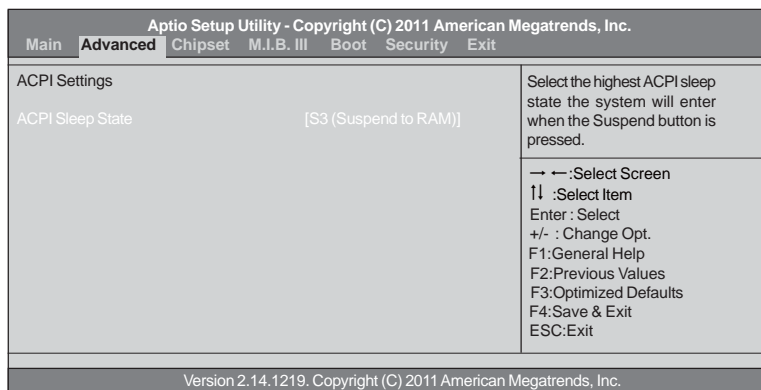 Aptio Setup Utility - Copyright (C) 2011 American Megatrends, Inc.
Main Advanced Chipset M.I.B. III Boot Security Exit
ACPI Settings
ACPI Sleep State [S3 (Suspend to RAM)]
Select the highest ACPI sleep
state the system will enter
when the Suspend button is
pressed.
→ ←:Select Screen
↑↓ :Select Item
Enter : Select
+/- : Change Opt.
F1:General Help
F2:Previous Values
F3:Optimized Defaults
F4:Save & Exit
ESC:Exit
Version 2.14.1219. Copyright (C) 2011 American Megatrends, Inc.